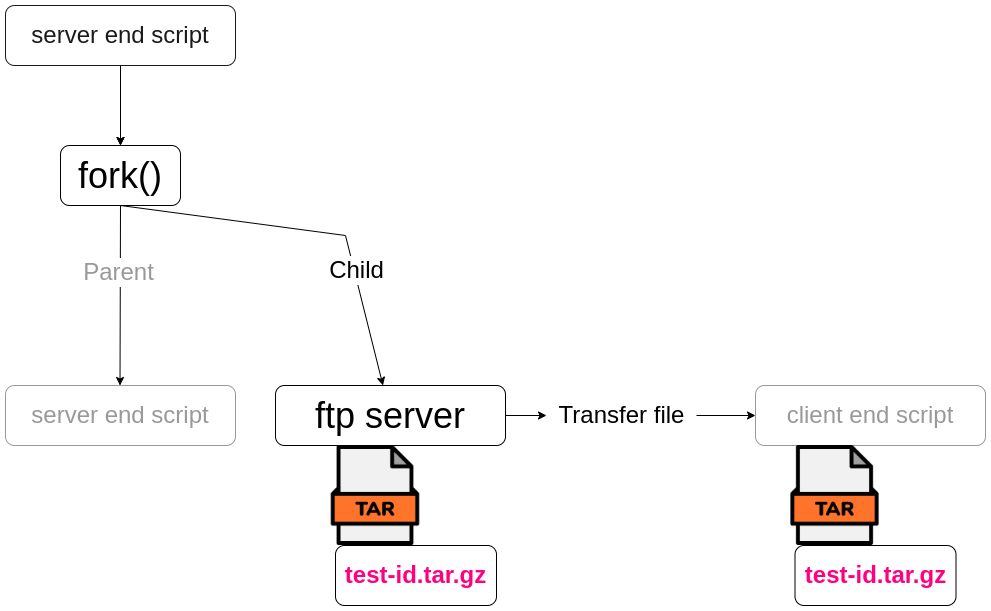 server end script
fork()
Parent
Child
server end script
ftp server
Transfer file
client end script
TAR
TAR
test-id.tar.gz
test-id.tar.gz